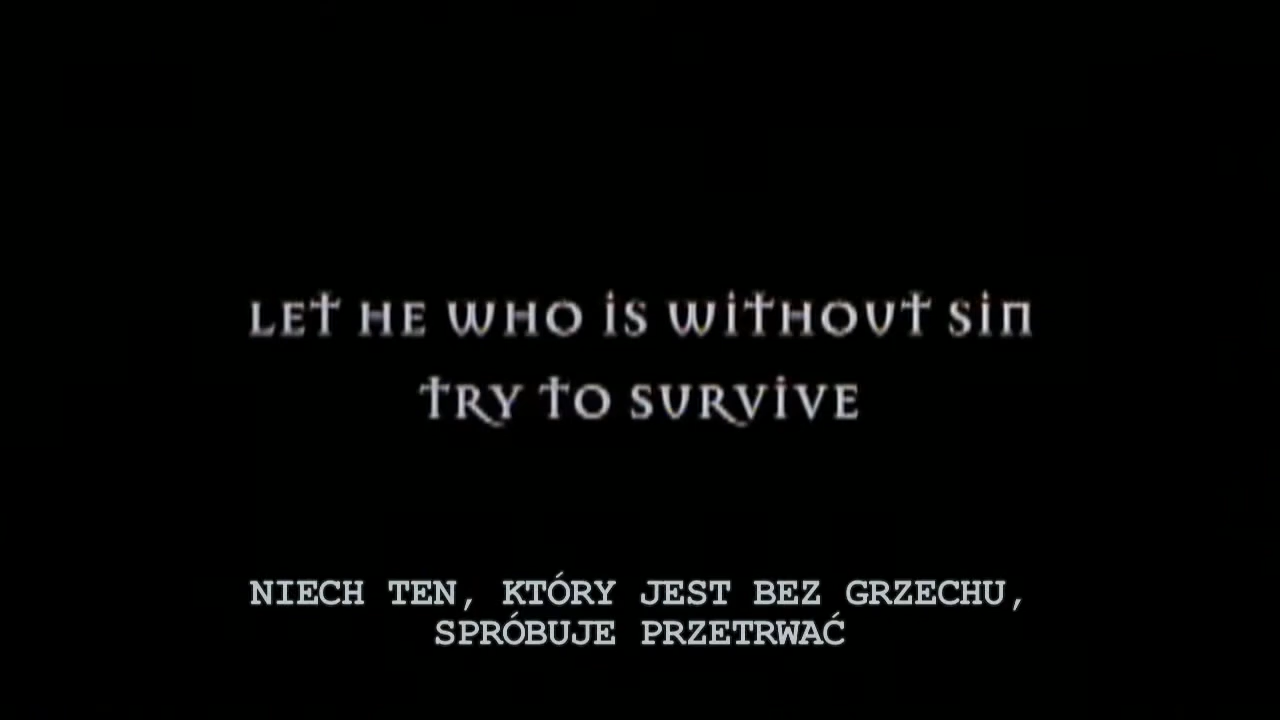 LET HE WHO IS WITHOUT SIN
TRY TO SURVIVE
NIECH TEN, KTÓRY JEST BEZ GRZECHU,
SPRÓBUJE PRZETRWAĆ